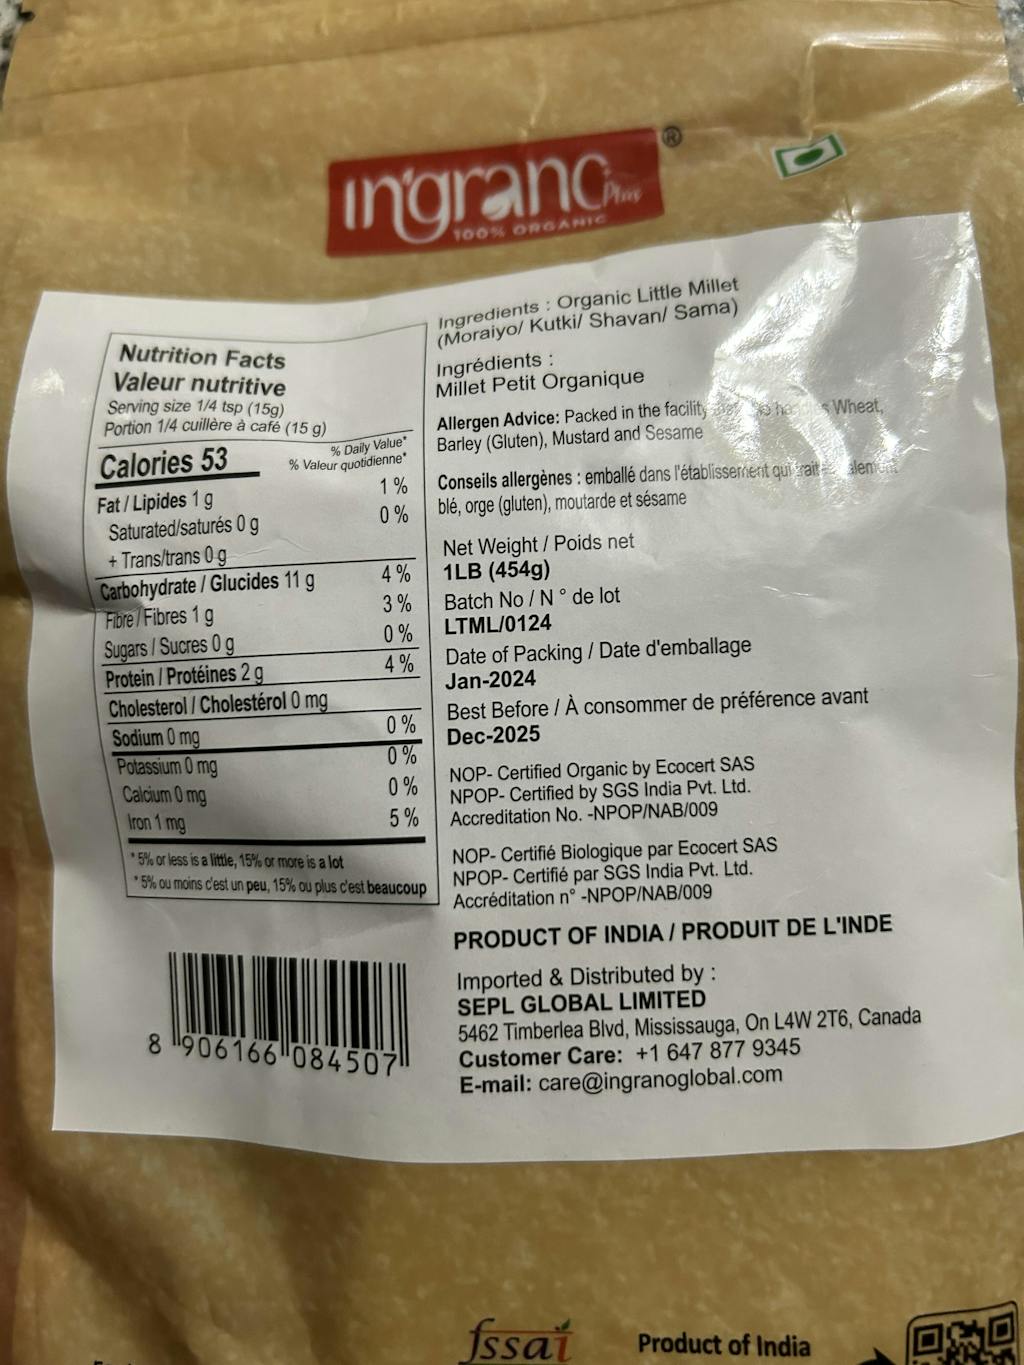 ingrano
Plus
®
100% ORGANIC
Nutrition Facts
Valeur nutritive
Serving size 1/4 tsp (15g)
Portion 1/4 cuillère à café (15 g)
Calories 53
% Daily Value*
% Valeur quotidienne*
Fat / Lipides 1 g 1 %
Saturated/saturés 0 g 0 %
+ Trans/trans 0 g
Carbohydrate / Glucides 11 g 4 %
Fibre / Fibres 1 g 3 %
Sugars / Sucres 0 g 0 %
Protein / Protéines 2 g 4 %
Cholesterol / Cholestérol 0 mg
Sodium 0 mg 0 %
Potassium 0 mg 0 %
Calcium 0 mg 0 %
Iron 1 mg 5 %
* 5% or less is a little, 15% or more is a lot
* 5% ou moins c'est un peu, 15% ou plus c'est beaucoup
8 906166 084507
Ingredients : Organic Little Millet
(Moraiyo/ Kutki/ Shavan/ Sama)
Ingrédients :
Millet Petit Organique
Allergen Advice: Packed in the facility Wheat,
Barley (Gluten), Mustard and Sesame
Conseils allergènes : emballé dans l'établissement qui
blé, orge (gluten), moutarde et sésame
Net Weight / Poids net
1LB (454g)
Batch No / N ° de lot
LTML/0124
Date of Packing / Date d'emballage
Jan-2024
Best Before / À consommer de préférence avant
Dec-2025
NOP- Certified Organic by Ecocert SAS
NPOP- Certified by SGS India Pvt. Ltd.
Accreditation No. -NPOP/NAB/009
NOP- Certifié Biologique par Ecocert SAS
NPOP- Certifié par SGS India Pvt. Ltd.
Accréditation n° -NPOP/NAB/009
PRODUCT OF INDIA / PRODUIT DE L'INDE
Imported & Distributed by :
SEPL GLOBAL LIMITED
5462 Timberlea Blvd, Mississauga, On L4W 2T6, Canada
Customer Care: +1 647 877 9345
E-mail: care@ingranoglobal.com
fssai
Product of India